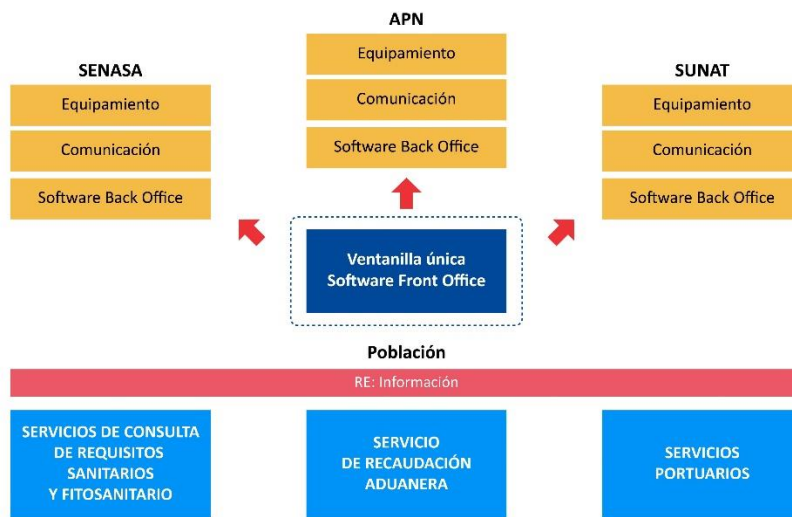 APN
Equipamiento
Comunicación
Software Back Office
SENASA
Equipamiento
Comunicación
Software Back Office
SUNAT
Equipamiento
Comunicación
Software Back Office
Ventanilla única
Software Front Office
Población
RE: Información
SERVICIOS DE CONSULTA
DE REQUISITOS
SANITARIOS
Y FITOSANITARIO
SERVICIO
DE RECAUDACIÓN
ADUANERA
SERVICIOS
PORTUARIOS